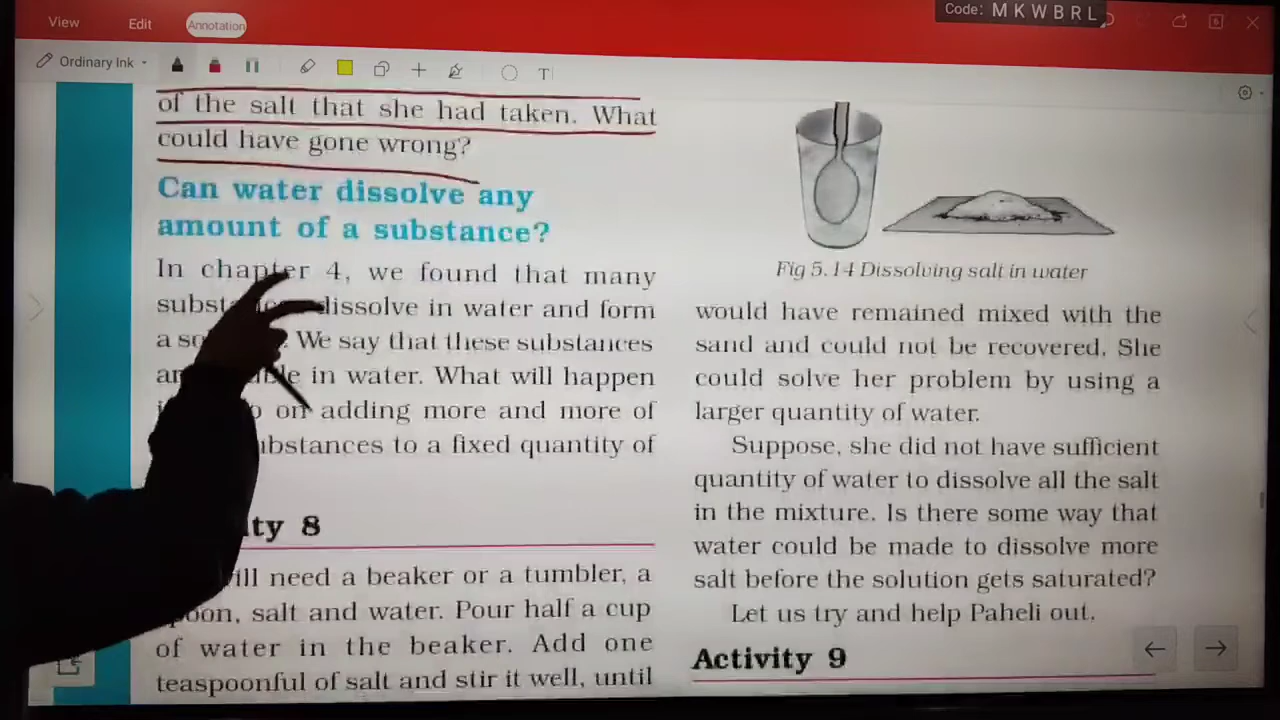 View Edit Annotation Code: M K W B R L
Ordinary Ink
of the salt that she had taken. What
could have gone wrong?
Can water dissolve any
amount of a substance?
In chapter 4, we found that many
dissolve in water and form
a We say that these substances
in water. What will happen
on adding more and more of
to a fixed quantity of
8
need a beaker or a tumbler, a
salt and water. Pour half a cup
of water in the beaker. Add one
teaspoonful of salt and stir it well, until
Fig 5.14 Dissolving salt in water
would have remained mixed with the
sand and could not be recovered. She
could solve her problem by using a
larger quantity of water.
Suppose, she did not have sufficient
quantity of water to dissolve all the salt
in the mixture. Is there some way that
water could be made to dissolve more
salt before the solution gets saturated?
Let us try and help Paheli out.
Activity 9